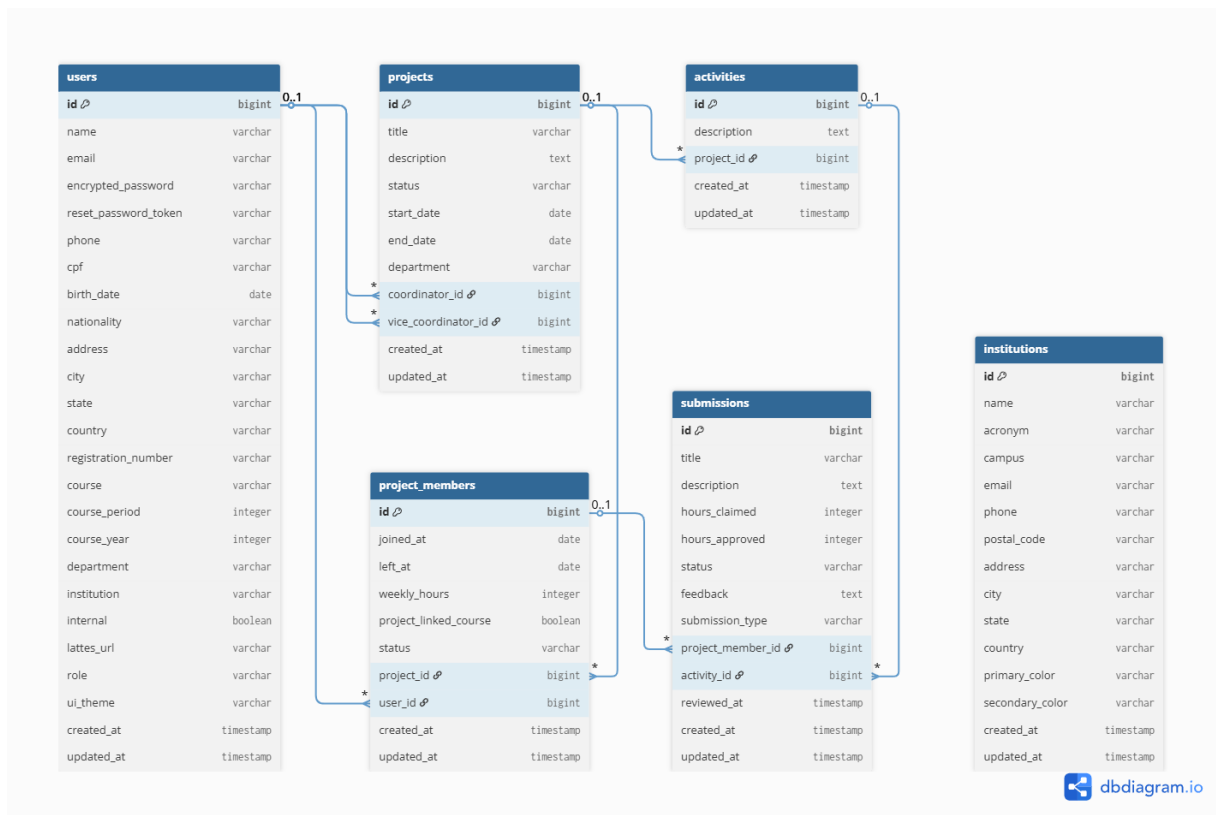 users
id bigint
name varchar
email varchar
encrypted_password varchar
reset_password_token varchar
phone varchar
cpf varchar
birth_date date
nationality varchar
address varchar
city varchar
state varchar
country varchar
registration_number varchar
course varchar
course_period integer
course_year integer
department varchar
institution varchar
internal boolean
lattes_url varchar
role varchar
ui_theme varchar
created_at timestamp
updated_at timestamp
0..1
projects
id bigint
title varchar
description text
status varchar
start_date date
end_date date
department varchar
* coordinator_id bigint
* vice_coordinator_id bigint
created_at timestamp
updated_at timestamp
0..1
project_members
id bigint
joined_at date
left_at date
weekly_hours integer
project_linked_course boolean
status varchar
project_id bigint *
* user_id bigint
created_at timestamp
updated_at timestamp
0..1
activities
id bigint
description text
* project_id bigint
created_at timestamp
updated_at timestamp
0..1
submissions
id bigint
title varchar
description text
hours_claimed integer
hours_approved integer
status varchar
feedback text
submission_type varchar
* project_member_id bigint
activity_id bigint *
reviewed_at timestamp
created_at timestamp
updated_at timestamp
institutions
id bigint
name varchar
acronym varchar
campus varchar
email varchar
phone varchar
postal_code varchar
address varchar
city varchar
state varchar
country varchar
primary_color varchar
secondary_color varchar
created_at timestamp
updated_at timestamp
dbdiagram.io